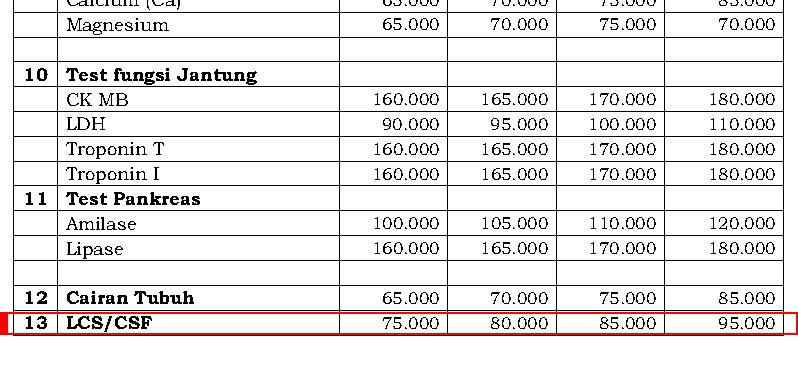 Magnesium 65.000 70.000 75.000 70.000
10 Test fungsi Jantung
CK MB 160.000 165.000 170.000 180.000
LDH 90.000 95.000 100.000 110.000
Troponin T 160.000 165.000 170.000 180.000
Troponin I 160.000 165.000 170.000 180.000
11 Test Pankreas
Amilase 100.000 105.000 110.000 120.000
Lipase 160.000 165.000 170.000 180.000
12 Cairan Tubuh 65.000 70.000 75.000 85.000
13 LCS/CSF 75.000 80.000 85.000 95.000